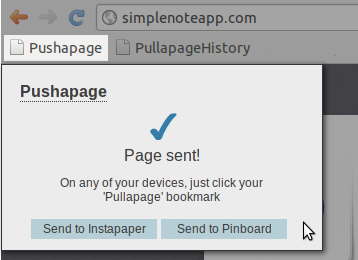 simplenoteapp.com
Pushapage PullapageHistory
Pushapage
Page sent!
On any of your devices, just click your
'Pullapage' bookmark
Send to Instapaper Send to Pinboard